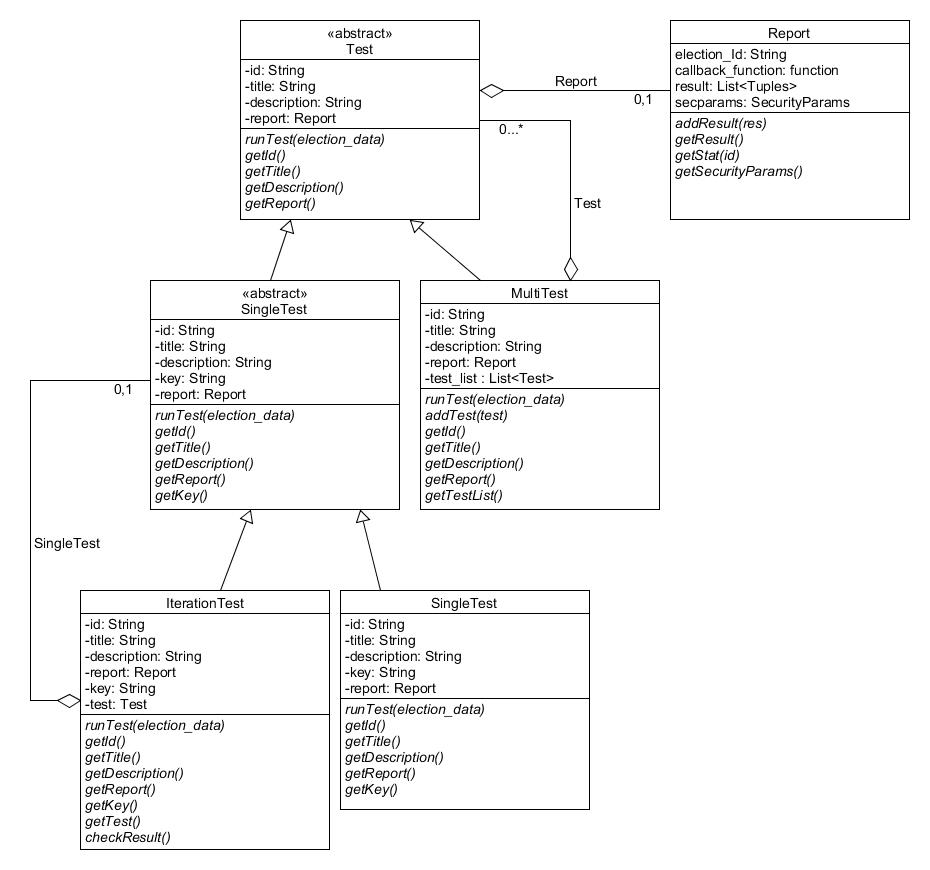 «abstract»
Test
-id: String
-title: String
-description: String
-report: Report
runTest(election_data)
getId()
getTitle()
getDescription()
getReport()
Report
0,1
Report
election_Id: String
callback_function: function
result: List<Tuples>
secparams: SecurityParams
addResult(res)
getResult()
getStat(id)
getSecurityParams()
0...*
Test
«abstract»
SingleTest
-id: String
-title: String
-description: String
-key: String
-report: Report
runTest(election_data)
getId()
getTitle()
getDescription()
getReport()
getKey()
MultiTest
-id: String
-title: String
-description: String
-report: Report
-test_list : List<Test>
runTest(election_data)
addTest(test)
getId()
getTitle()
getDescription()
getReport()
getTestList()
0,1
SingleTest
IterationTest
-id: String
-title: String
-description: String
-report: Report
-key: String
-test: Test
runTest(election_data)
getId()
getTitle()
getDescription()
getReport()
getKey()
getTest()
checkResult()
SingleTest
-id: String
-title: String
-description: String
-key: String
-report: Report
runTest(election_data)
getId()
getTitle()
getDescription()
getReport()
getKey()